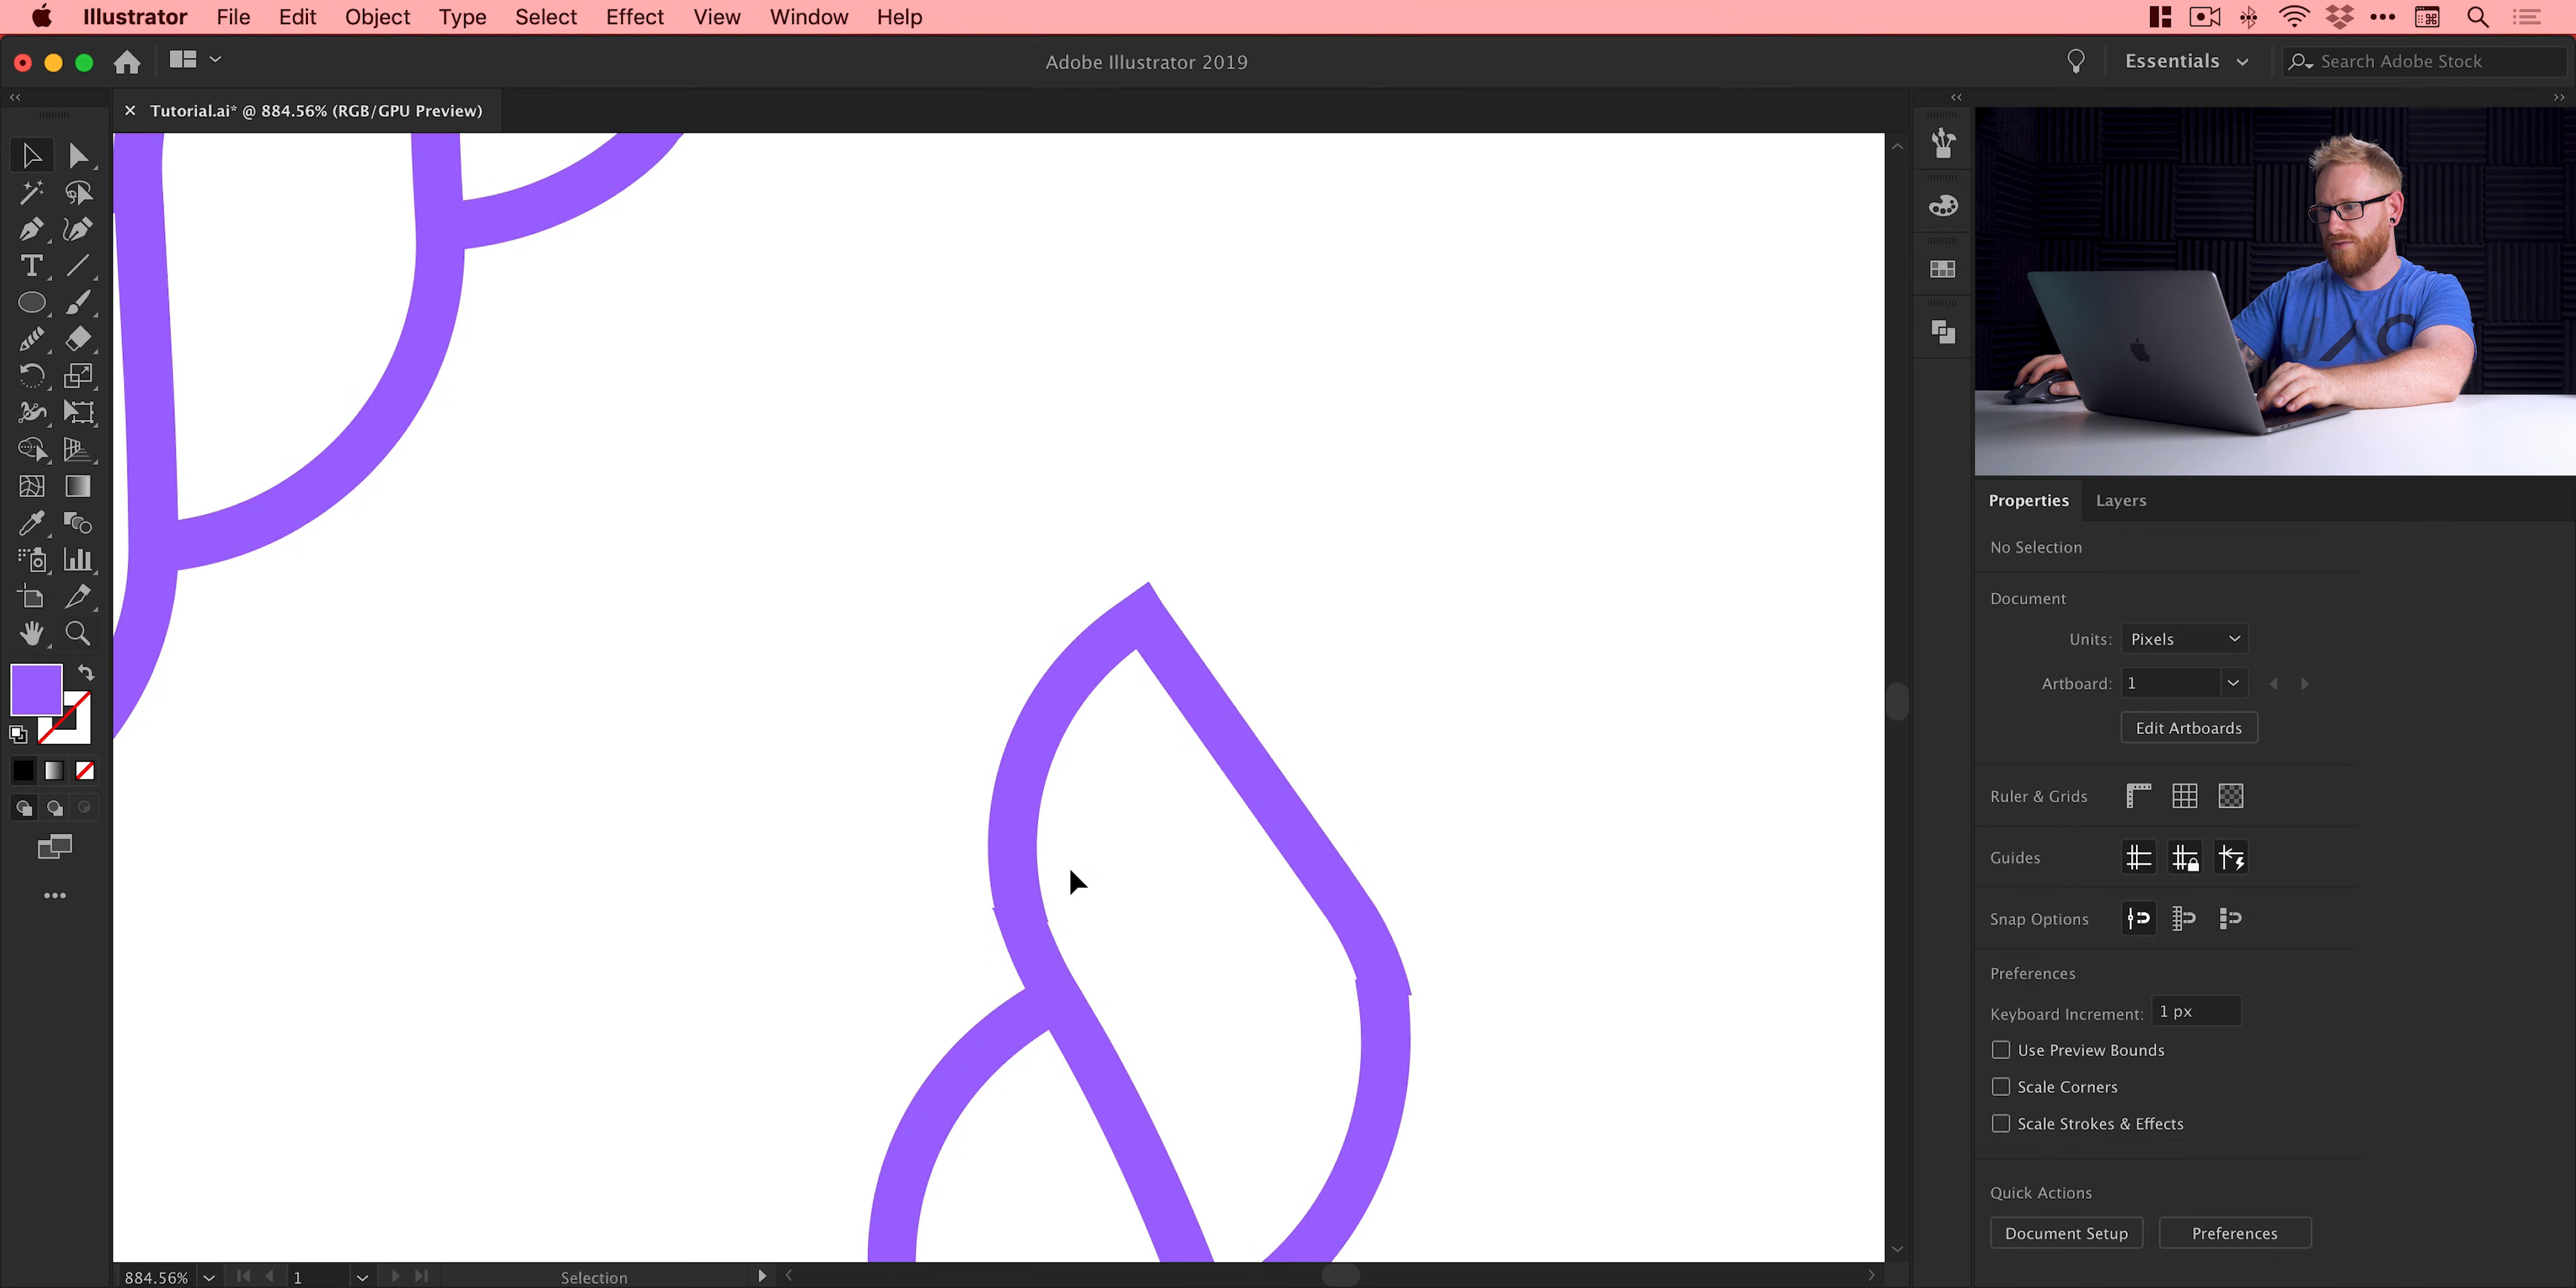 Illustrator File Edit Object Type Select Effect View Window Help
Adobe Illustrator 2019
Essentials
Search Adobe Stock
Tutorial.ai* @ 884.56% (RGB/GPU Preview)
Properties Layers
No Selection
Document
Units: Pixels
Artboard: 1
Edit Artboards
Ruler & Grids
Guides
Snap Options
Preferences
Keyboard Increment: 1 px
Use Preview Bounds
Scale Corners
Scale Strokes & Effects
Quick Actions
Document Setup Preferences
884.56% 1 Selection